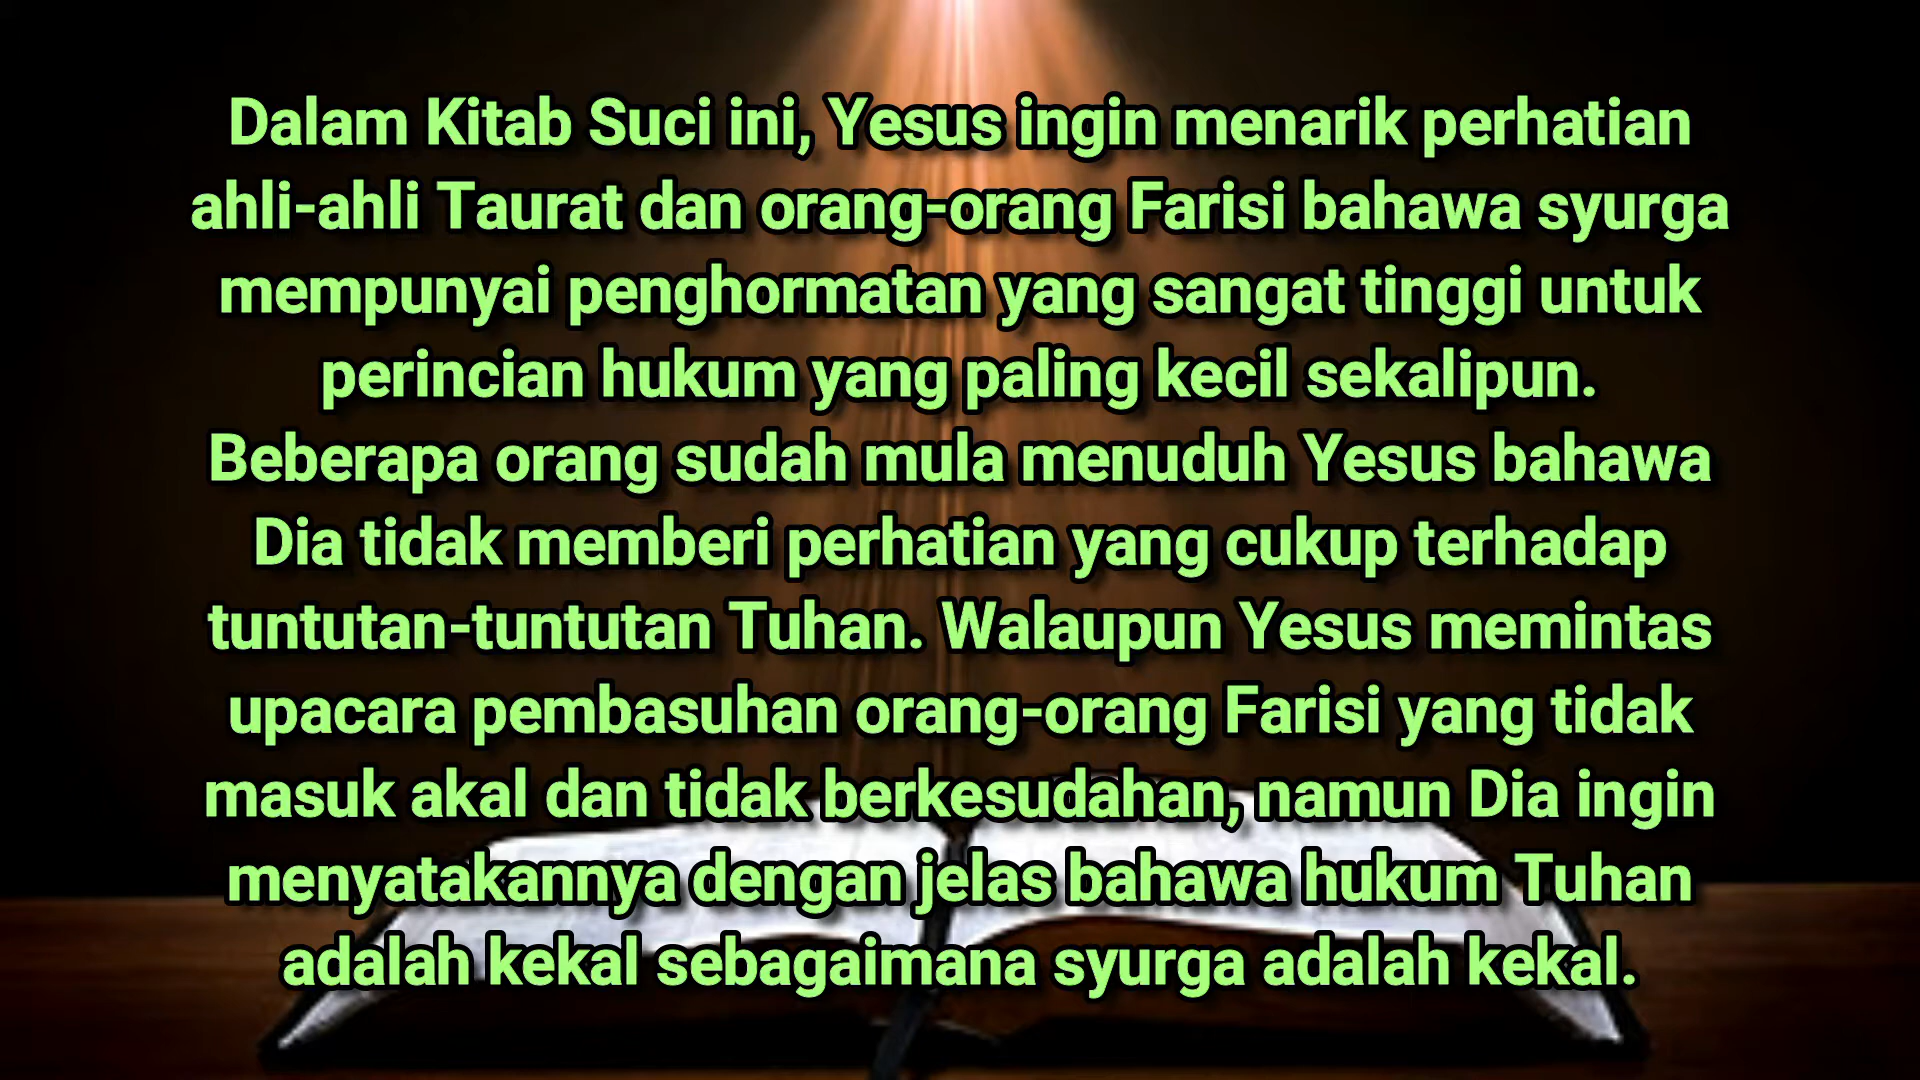 Dalam Kitab Suci ini, Yesus ingin menarik perhatian
ahli-ahli Taurat dan orang-orang Farisi bahawa syurga
mempunyai penghormatan yang sangat tinggi untuk
perincian hukum yang paling kecil sekalipun.
Beberapa orang sudah mula menuduh Yesus bahawa
Dia tidak memberi perhatian yang cukup terhadap
tuntutan-tuntutan Tuhan. Walaupun Yesus memintas
upacara pembasuhan orang-orang Farisi yang tidak
masuk akal dan tidak berkesudahan, namun Dia ingin
menyatakannya dengan jelas bahawa hukum Tuhan
adalah kekal sebagaimana syurga adalah kekal.